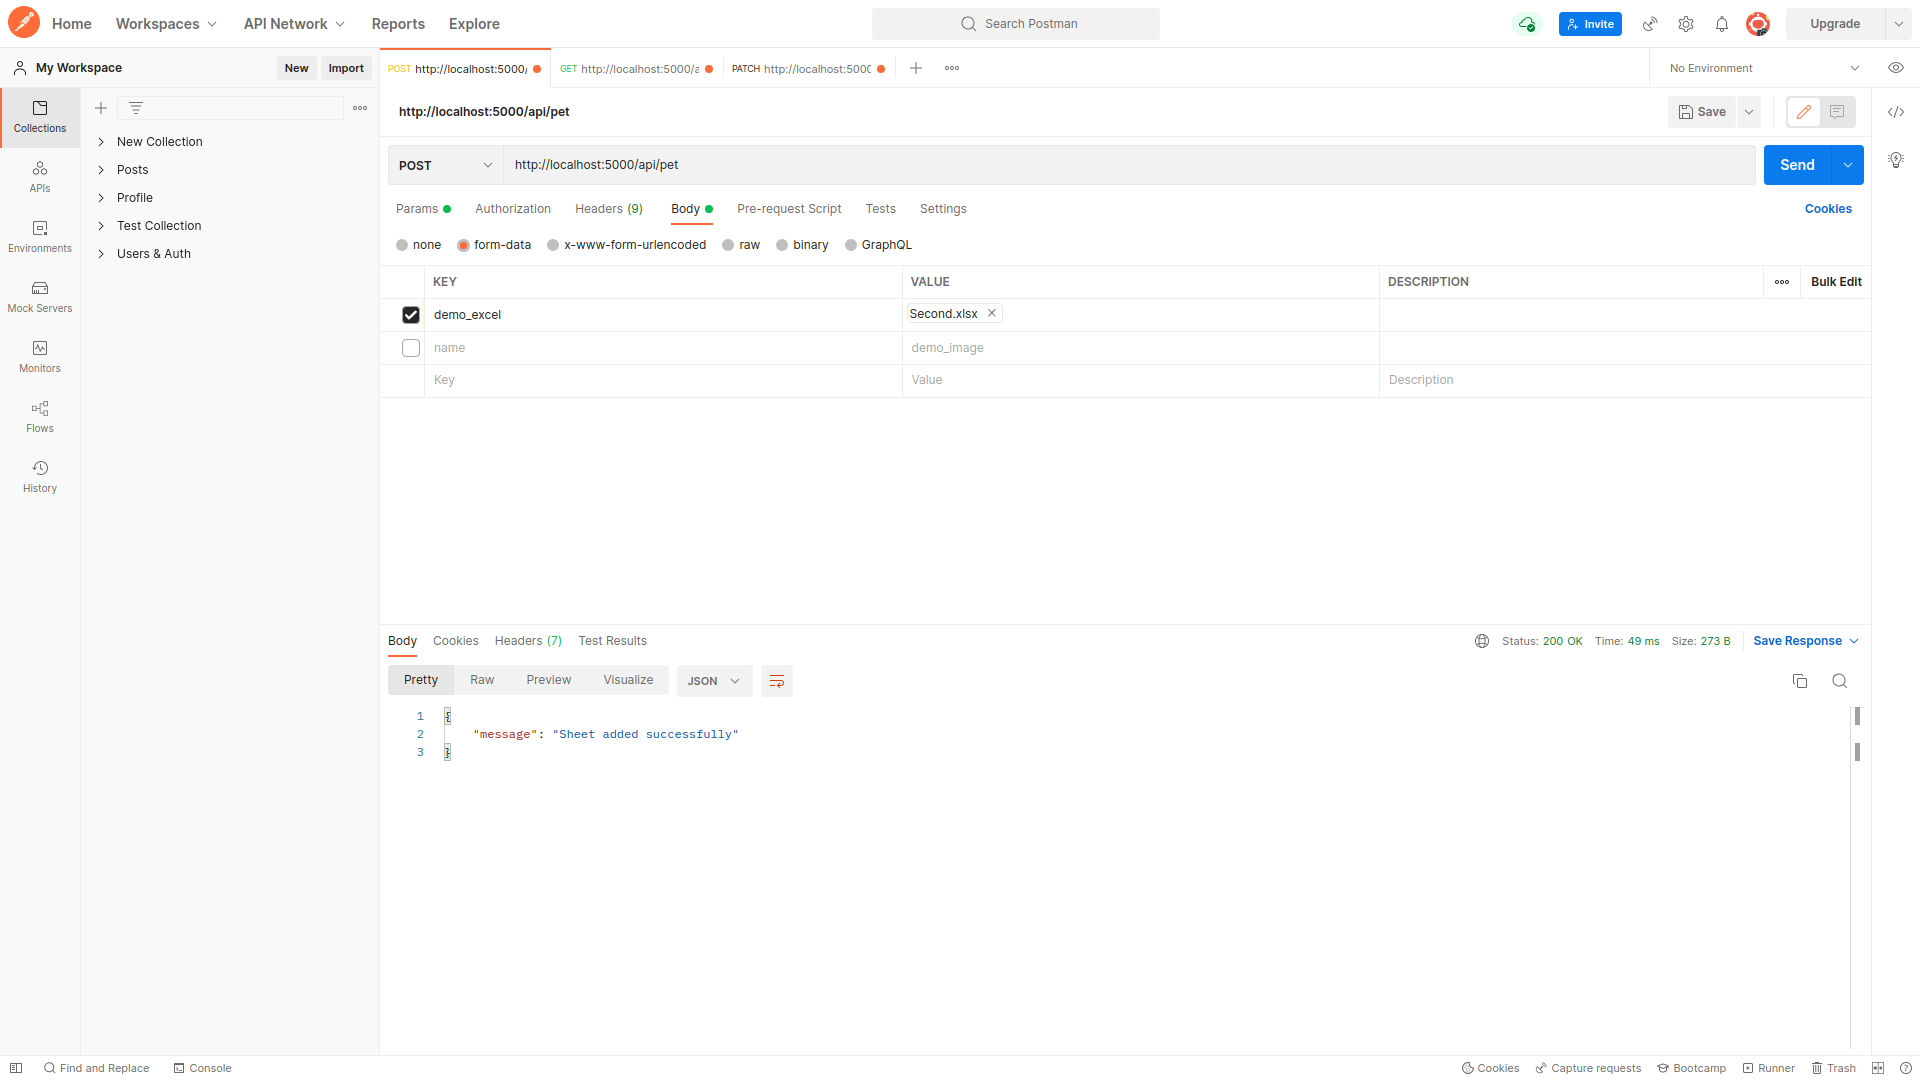 Home Workspaces API Network Reports Explore Search Postman Invite Upgrade
My Workspace New Import POST http://localhost:5000/ GET http://localhost:5000/a PATCH http://localhost:5000 No Environment
Collections
APIs
Environments
Mock Servers
Monitors
Flows
History
New Collection
Posts
Profile
Test Collection
Users & Auth
http://localhost:5000/api/pet Save
POST http://localhost:5000/api/pet Send
Params Authorization Headers (9) Body Pre-request Script Tests Settings Cookies
none form-data x-www-form-urlencoded raw binary GraphQL
KEY VALUE DESCRIPTION Bulk Edit
demo_excel Second.xlsx
name demo_image
Key Value Description
Body Cookies Headers (7) Test Results Status: 200 OK Time: 49 ms Size: 273 B Save Response
Pretty Raw Preview Visualize JSON
1 {
2 "message": "Sheet added successfully"
3 }
Find and Replace Console Cookies Capture requests Bootcamp Runner Trash